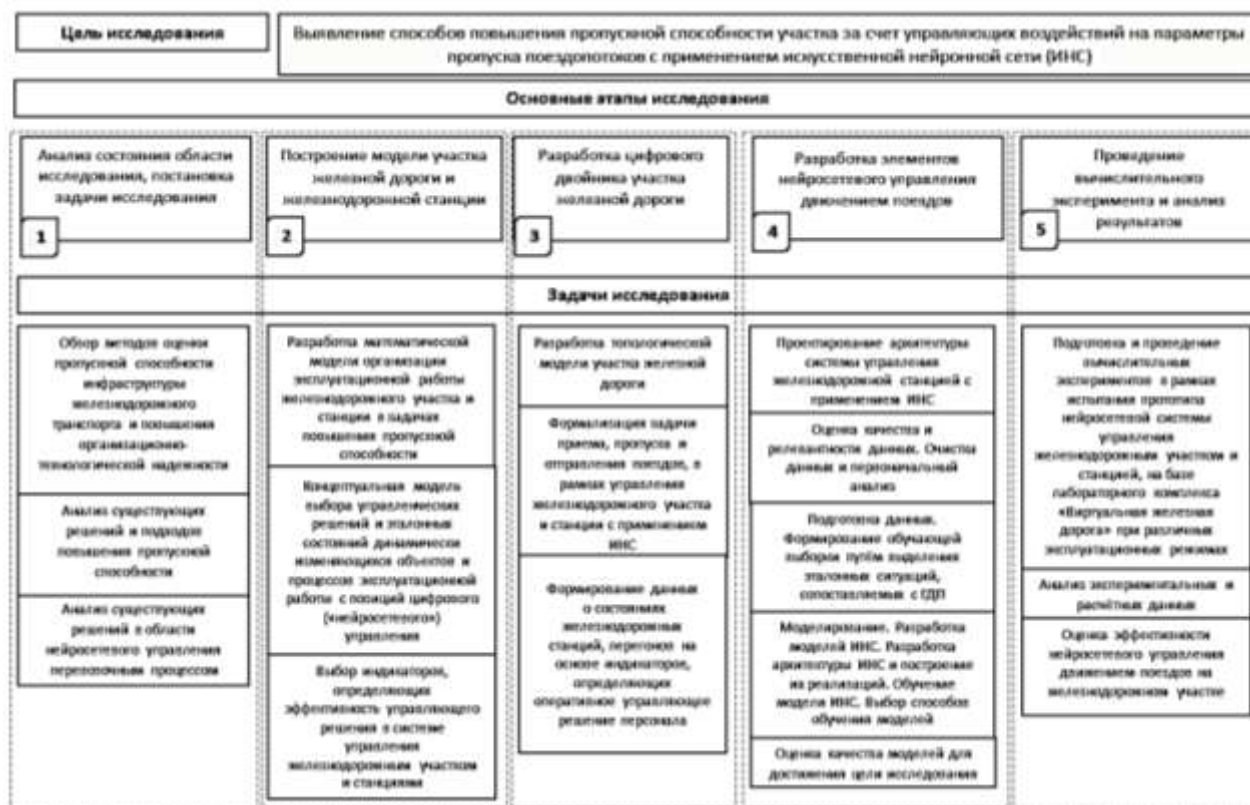 Цель исследования
Выявление способов повышения пропускной способности участка за счет управляющих воздействий на параметры
пропуска поездопотоков с применением искусственной нейронной сети (ИНС)
Основные этапы исследования
Анализ состояния области
исследования, постановка
задачи исследования
1
Построение модели участка
железной дороги и
железнодорожной станции
2
Разработка цифрового
двойника участка
железной дороги
3
Разработка элементов
нейросетевого управления
движением поездов
4
Проведение
вычислительного
эксперимента и анализ
результатов
5
Задачи исследования
Обзор методов оценки
пропускной способности
инфраструктуры
железнодорожного
транспорта и повышения
организационно-
технологической надежности
Анализ существующих
решений и подходов
повышения пропускной
способности
Анализ существующих
решений в области
нейросетевого управления
перевозочным процессом
Разработка математической
модели организации
эксплуатационной работы
железнодорожного участка и
станции в задачах
повышения пропускной
способности
Концептуальная модель
выбора управленческих
решений и эталонных
состояний динамически
изменяющихся объектов и
процессов эксплуатационной
работы с позиций цифрового
(«нейросетевого»)
управления
Выбор индикаторов,
определяющих
эффективность управляющего
решения в системе
управления
железнодорожным участком
и станциями
Разработка топологической
модели участка железной
дороги
Формализация задачи
приема, пропуска и
отправления поездов, в
рамках управления
железнодорожного участка
и станции с применением
ИНС
Формирование данных
о состояниях
железнодорожных
станций, перегонов на
основе индикаторов,
определяющих
оперативное управляющее
решение персонала
Проектирование архитектуры
системы управления
железнодорожной станцией с
применением ИНС
Оценка качества и
релевантности данных. Очистка
данных и первоначальный
анализ
Подготовка данных.
Формирование обучающей
выборки путём выделения
эталонных ситуаций,
сопоставляемых с ГДП
Моделирование. Разработка
моделей ИНС. Разработка
архитектуры ИНС и построение
их реализаций. Обучение
модели ИНС. Выбор способов
обучения моделей
Оценка качества моделей для
достижения цели исследования
Подготовка и проведение
вычислительных
экспериментов в рамках
испытания прототипа
нейросетевой системы
управления
железнодорожным участком и
станцией, на базе
лабораторного комплекса
«Виртуальная железная
дорога» при различных
эксплуатационных режимах
Анализ экспериментальных и
расчётных данных
Оценка эффективности
нейросетевого управления
движением поездов на
железнодорожном участке